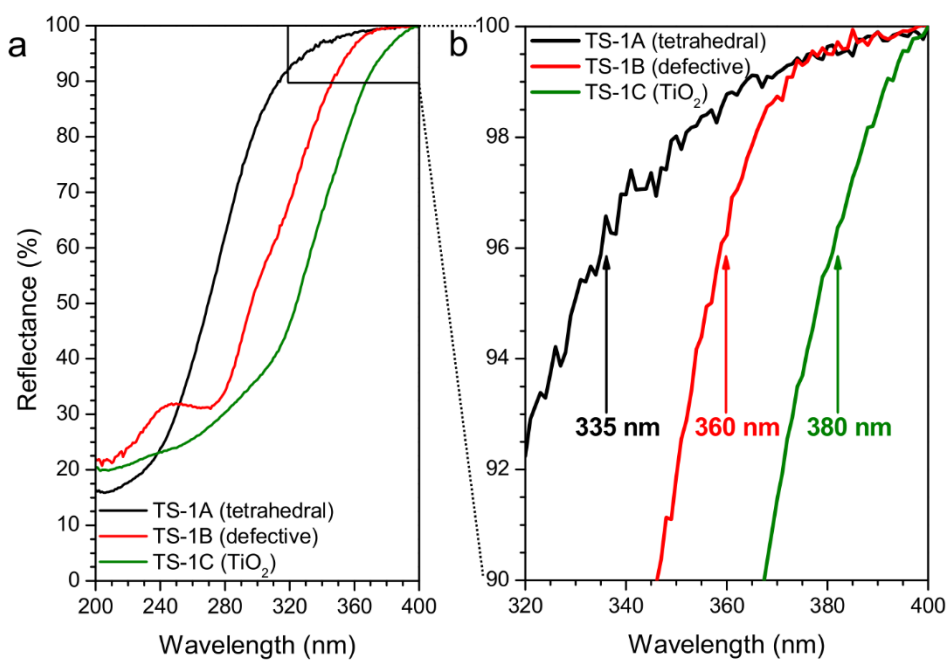 a
Reflectance (%)
100
90
80
70
60
50
40
30
20
10
0
TS-1A (tetrahedral)
TS-1B (defective)
TS-1C (TiO₂)
200 240 280 320 360 400
Wavelength (nm)
b
100
98
96
94
92
90
TS-1A (tetrahedral)
TS-1B (defective)
TS-1C (TiO₂)
335 nm 360 nm 380 nm
320 340 360 380 400
Wavelength (nm)